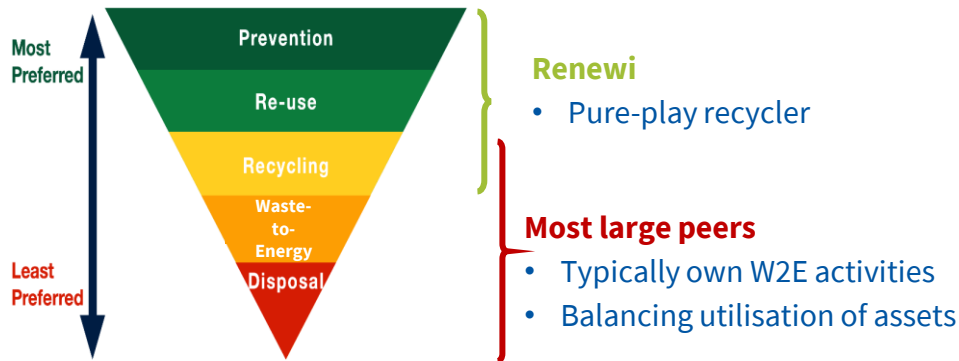 Most
Preferred
Prevention
Re-use
Recycling
Waste-
to-
Energy
Disposal
Least
Preferred
Renewi
• Pure-play recycler
Most large peers
• Typically own W2E activities
• Balancing utilisation of assets